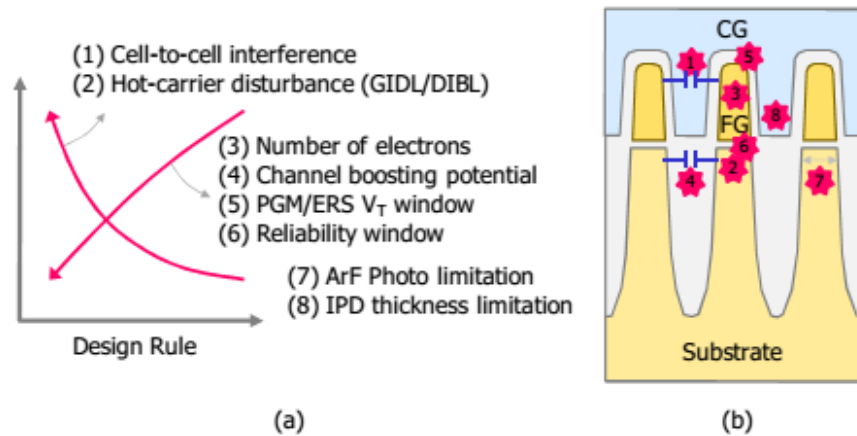 (1) Cell-to-cell interference
(2) Hot-carrier disturbance (GIDL/DIBL)
(3) Number of electrons
(4) Channel boosting potential
(5) PGM/ERS VT window
(6) Reliability window
(7) ArF Photo limitation
(8) IPD thickness limitation
Design Rule
(a)
CG
1
5
3
8
FG
6
4
2
7
Substrate
(b)